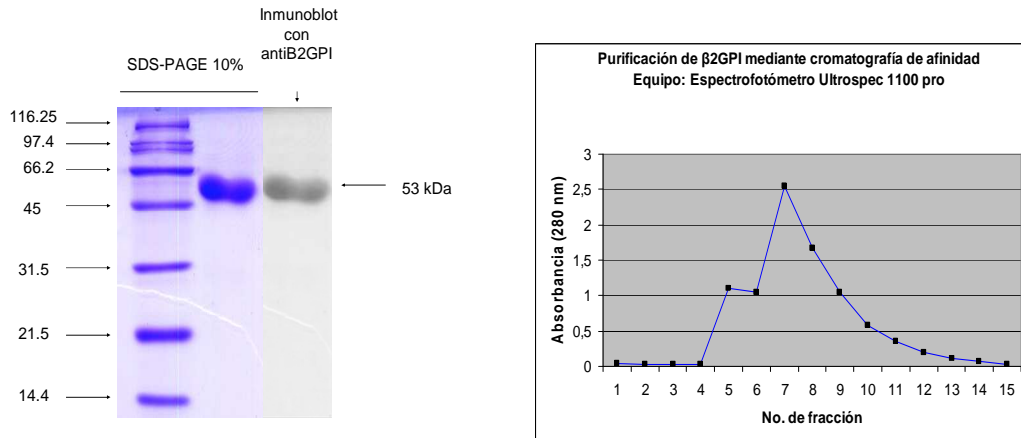 Inmunoblot
con
antiB2GPI
SDS-PAGE 10%
116.25
97.4
66.2
45
31.5
21.5
14.4
53 kDa
Purificación de β2GPI mediante cromatografía de afinidad
Equipo: Espectrofotómetro Ultrospec 1100 pro
Absorbancia (280 nm)
3
2,5
2
1,5
1
0,5
0
1 2 3 4 5 6 7 8 9 10 11 12 13 14 15
No. de fracción